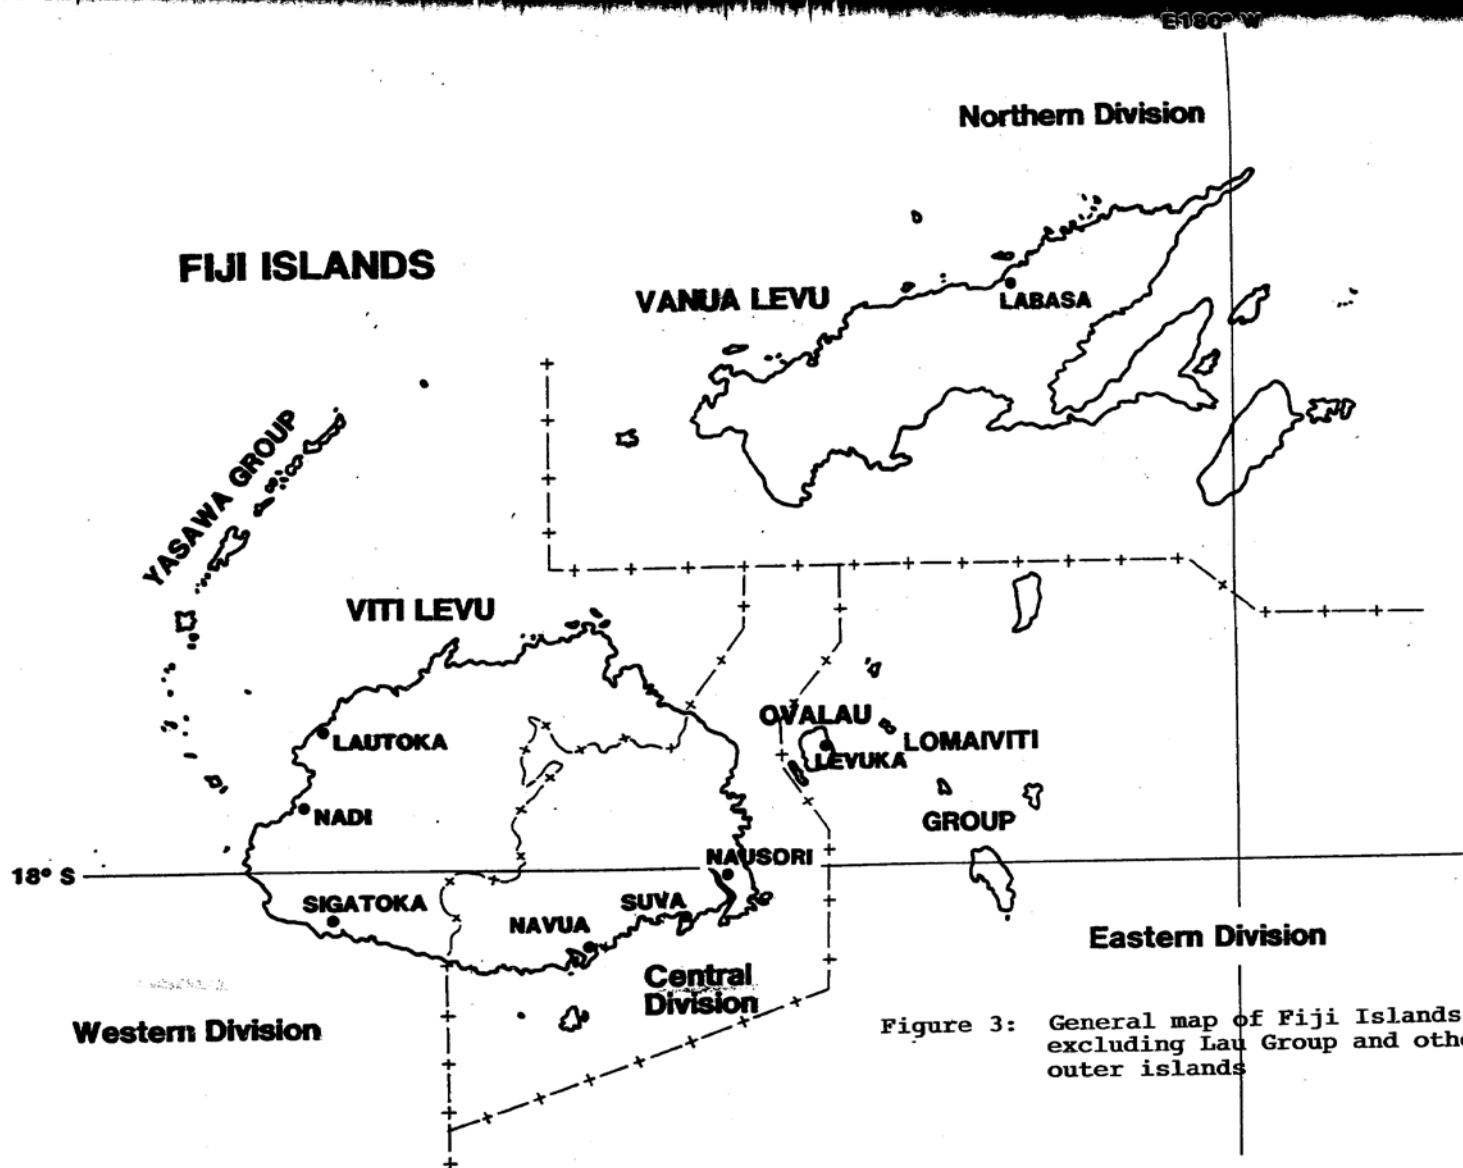 E180° W
Northern Division
FIJI ISLANDS
VANUA LEVU
LABASA
YASAWA GROUP
VITI LEVU
OVALAU
LAUTOKA
LOMAIVITI
LEVUKA
NADI
GROUP
NAUSORI
18° S
SIGATOKA
SUVA
NAVUA
Eastern Division
Central
Division
Western Division
Figure 3: General map of Fiji Islands
excluding Lau Group and
outer islands